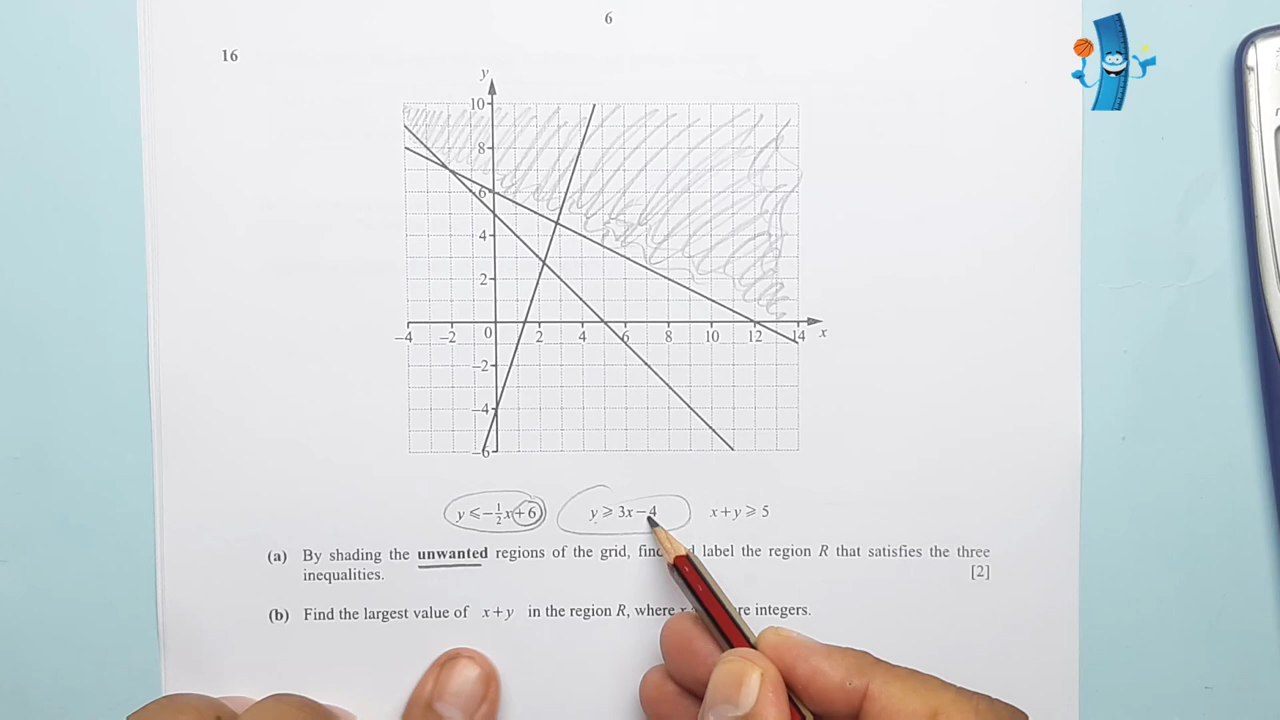 6
16
y
10
8
6
4
2
−4 −2 0 2 4 6 8 10 12 14 x
−2
−4
−6
y ⩽ −½x+6 y ⩾ 3x−4 x+y ⩾ 5
(a) By shading the unwanted regions of the grid, label the region R that satisfies the three
inequalities. [2]
(b) Find the largest value of x+y in the region R, where integers.